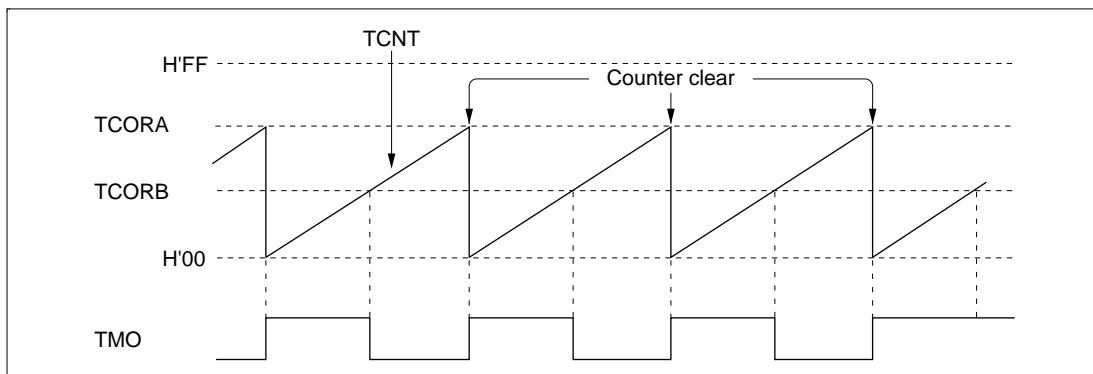 TCNT
H'FF
Counter clear
TCORA
TCORB
H'00
TMO